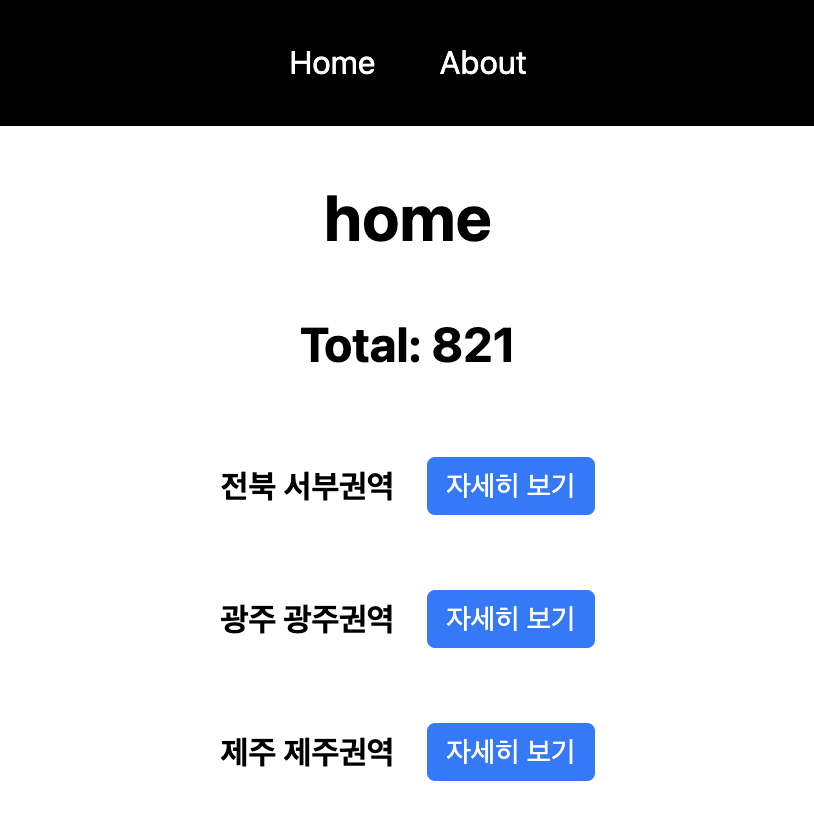 Home About
home
Total: 821
전북 서부권역 자세히 보기
광주 광주권역 자세히 보기
제주 제주권역 자세히 보기